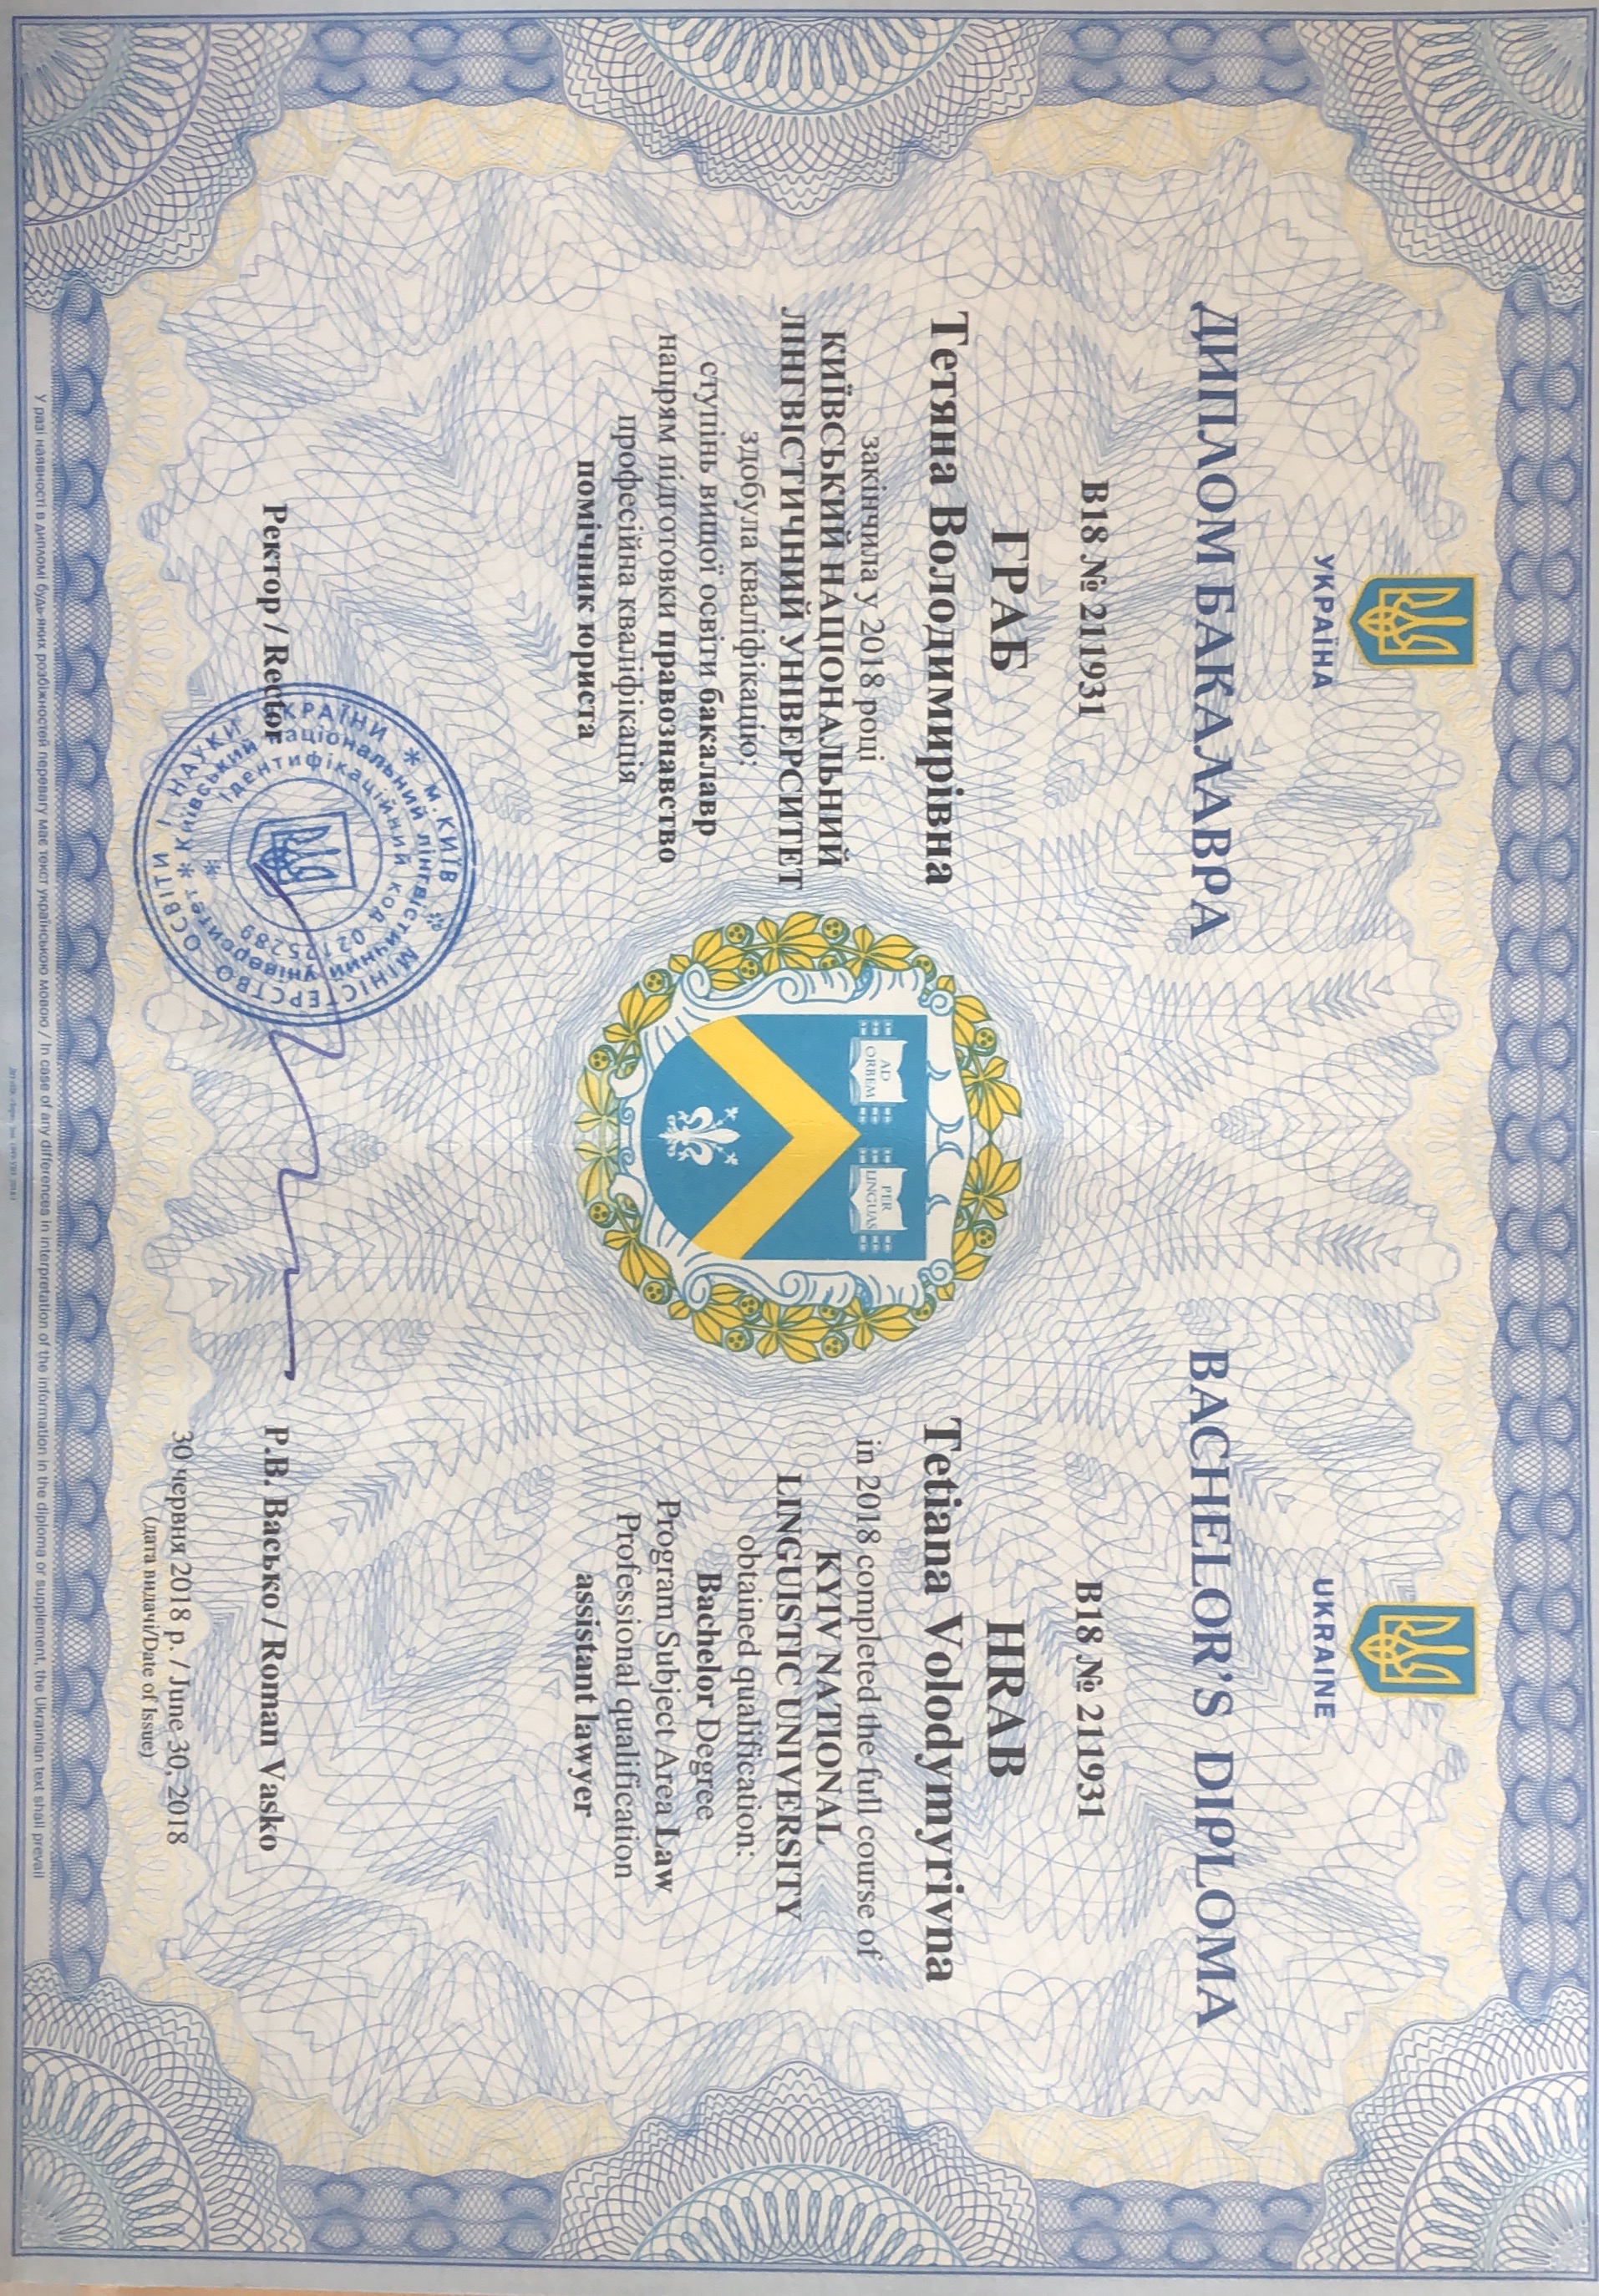 УКРАЇНА
ДИПЛОМ БАКАЛАВРА
В18 № 211931
ГРАБ
Тетяна Володимирівна
закінчила у 2018 році
КИЇВСЬКИЙ НАЦІОНАЛЬНИЙ
ЛІНГВІСТИЧНИЙ УНІВЕРСИТЕТ
здобула кваліфікацію:
ступінь вищої освіти бакалавр
напрям підготовки правознавство
професійна кваліфікація
помічник юриста
UKRAINE
BACHELOR'S DIPLOMA
B18 № 211931
HRAB
Tetiana Volodymyrivna
in 2018 completed the full course of
KYIV NATIONAL
LINGUISTIC UNIVERSITY
obtained qualification:
Bachelor Degree
Program Subject Area Law
Professional qualification
assistant lawyer
AD
ORBEM
PER
LINGUAS
Ректор / Rector
Р.В. Васько / Roman Vasko
30 червня 2018 р. / June 30, 2018
(дата видачі/Date of Issue)
МІНІСТЕРСТВО ОСВІТИ І НАУКИ УКРАЇНИ * м.КИЇВ *
Київський національний лінгвістичний університет *
Ідентифікаційний код 02125289 *
У разі наявності в дипломі будь-яких розбіжностей перевагу має текст українською мовою / In case of any differences in interpretation of the information in the diploma or supplement, the Ukrainian text shall prevail